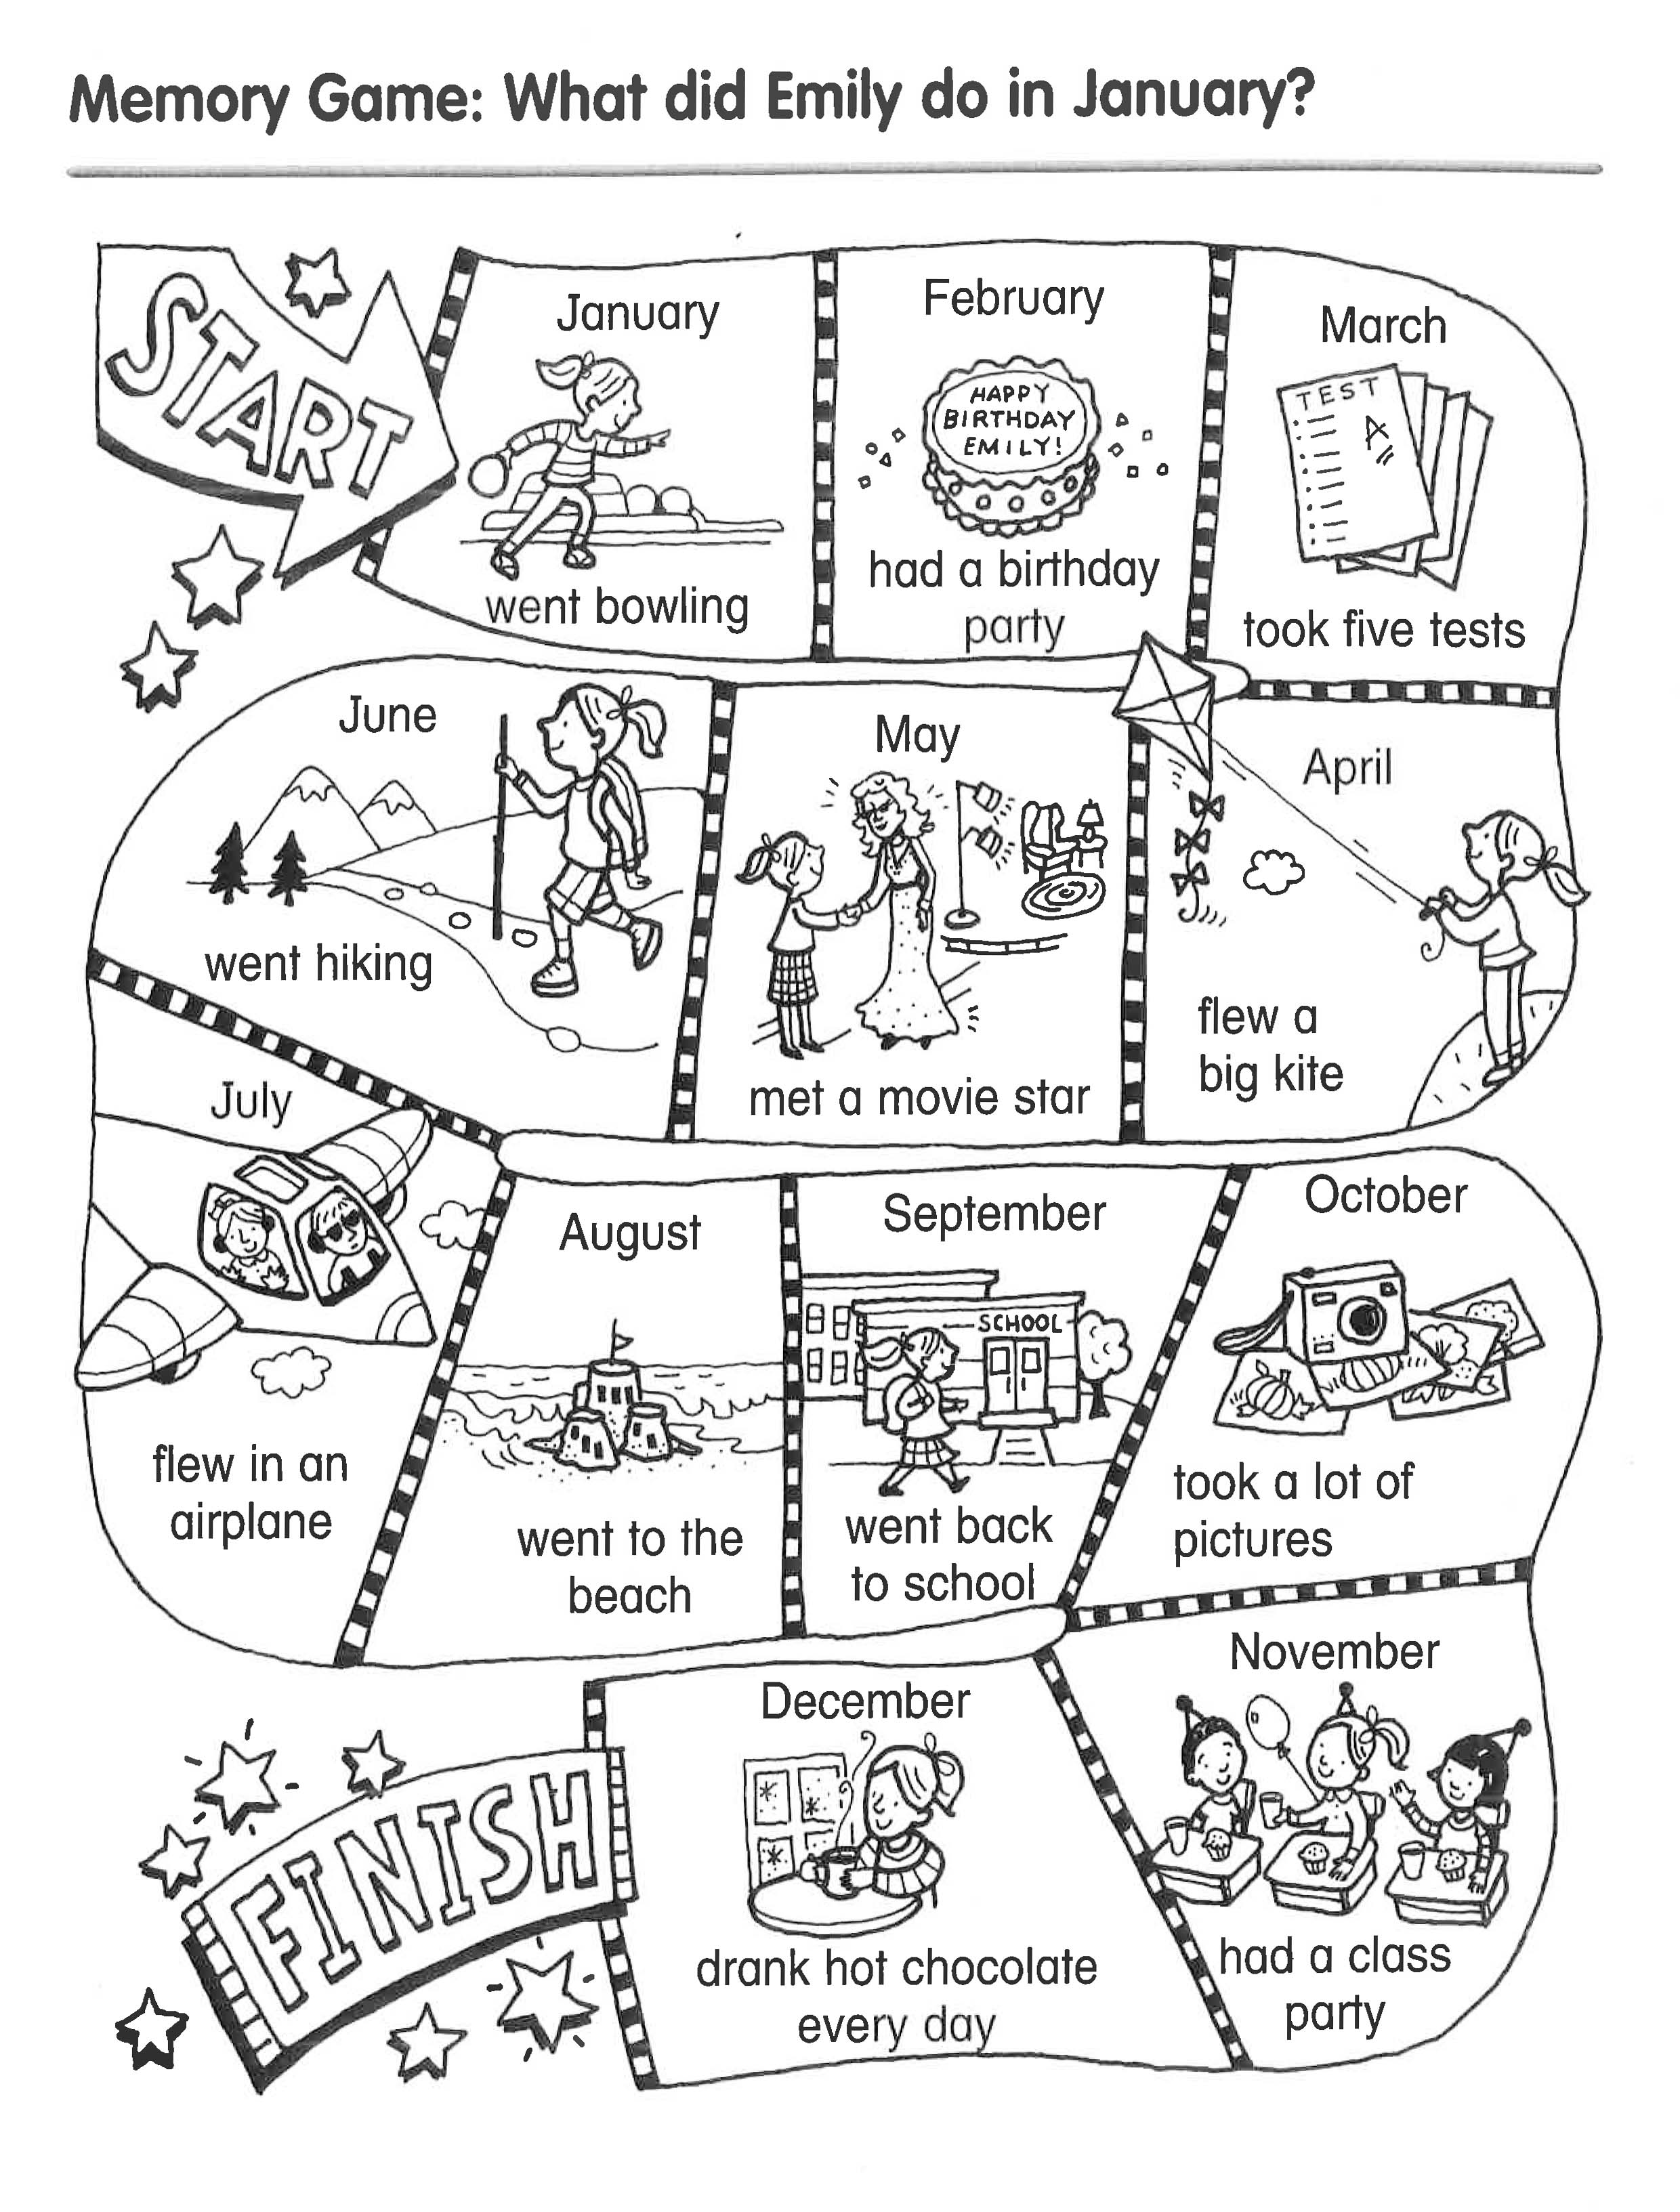 Memory Game: What did Emily do in January?
START
January
went bowling
February
HAPPY
BIRTHDAY
EMILY!
had a birthday
party
March
TEST
A
took five tests
April
flew a
big kite
May
met a movie star
June
went hiking
July
flew in an
airplane
August
went to the
beach
September
SCHOOL
went back
to school
October
took a lot of
pictures
November
had a class
party
December
drank hot chocolate
every day
FINISH